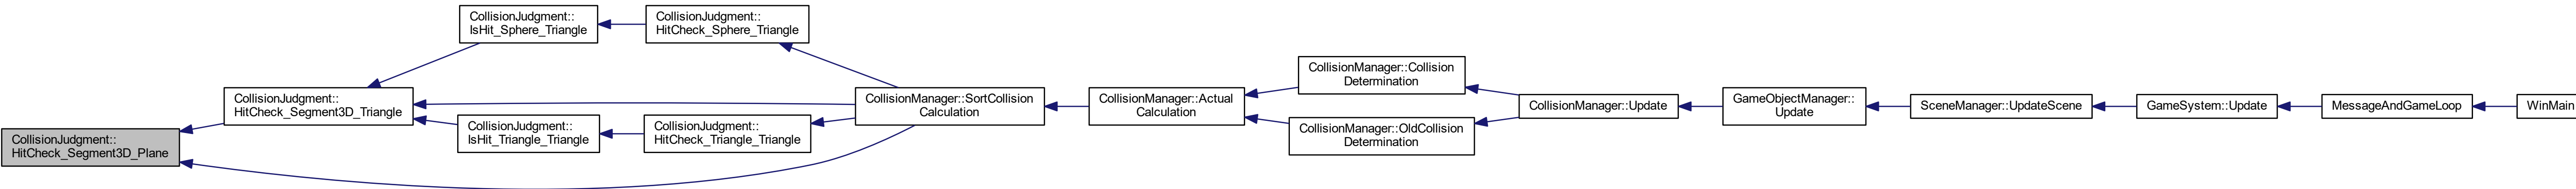 CollisionJudgment::
HitCheck_Segment3D_Plane
CollisionJudgment::
HitCheck_Segment3D_Triangle
CollisionJudgment::
IsHit_Sphere_Triangle
CollisionJudgment::
HitCheck_Sphere_Triangle
CollisionJudgment::
IsHit_Triangle_Triangle
CollisionJudgment::
HitCheck_Triangle_Triangle
CollisionManager::SortCollision
Calculation
CollisionManager::Actual
Calculation
CollisionManager::Collision
Determination
CollisionManager::OldCollision
Determination
CollisionManager::Update
GameObjectManager::
Update
SceneManager::UpdateScene
GameSystem::Update
MessageAndGameLoop
WinMain